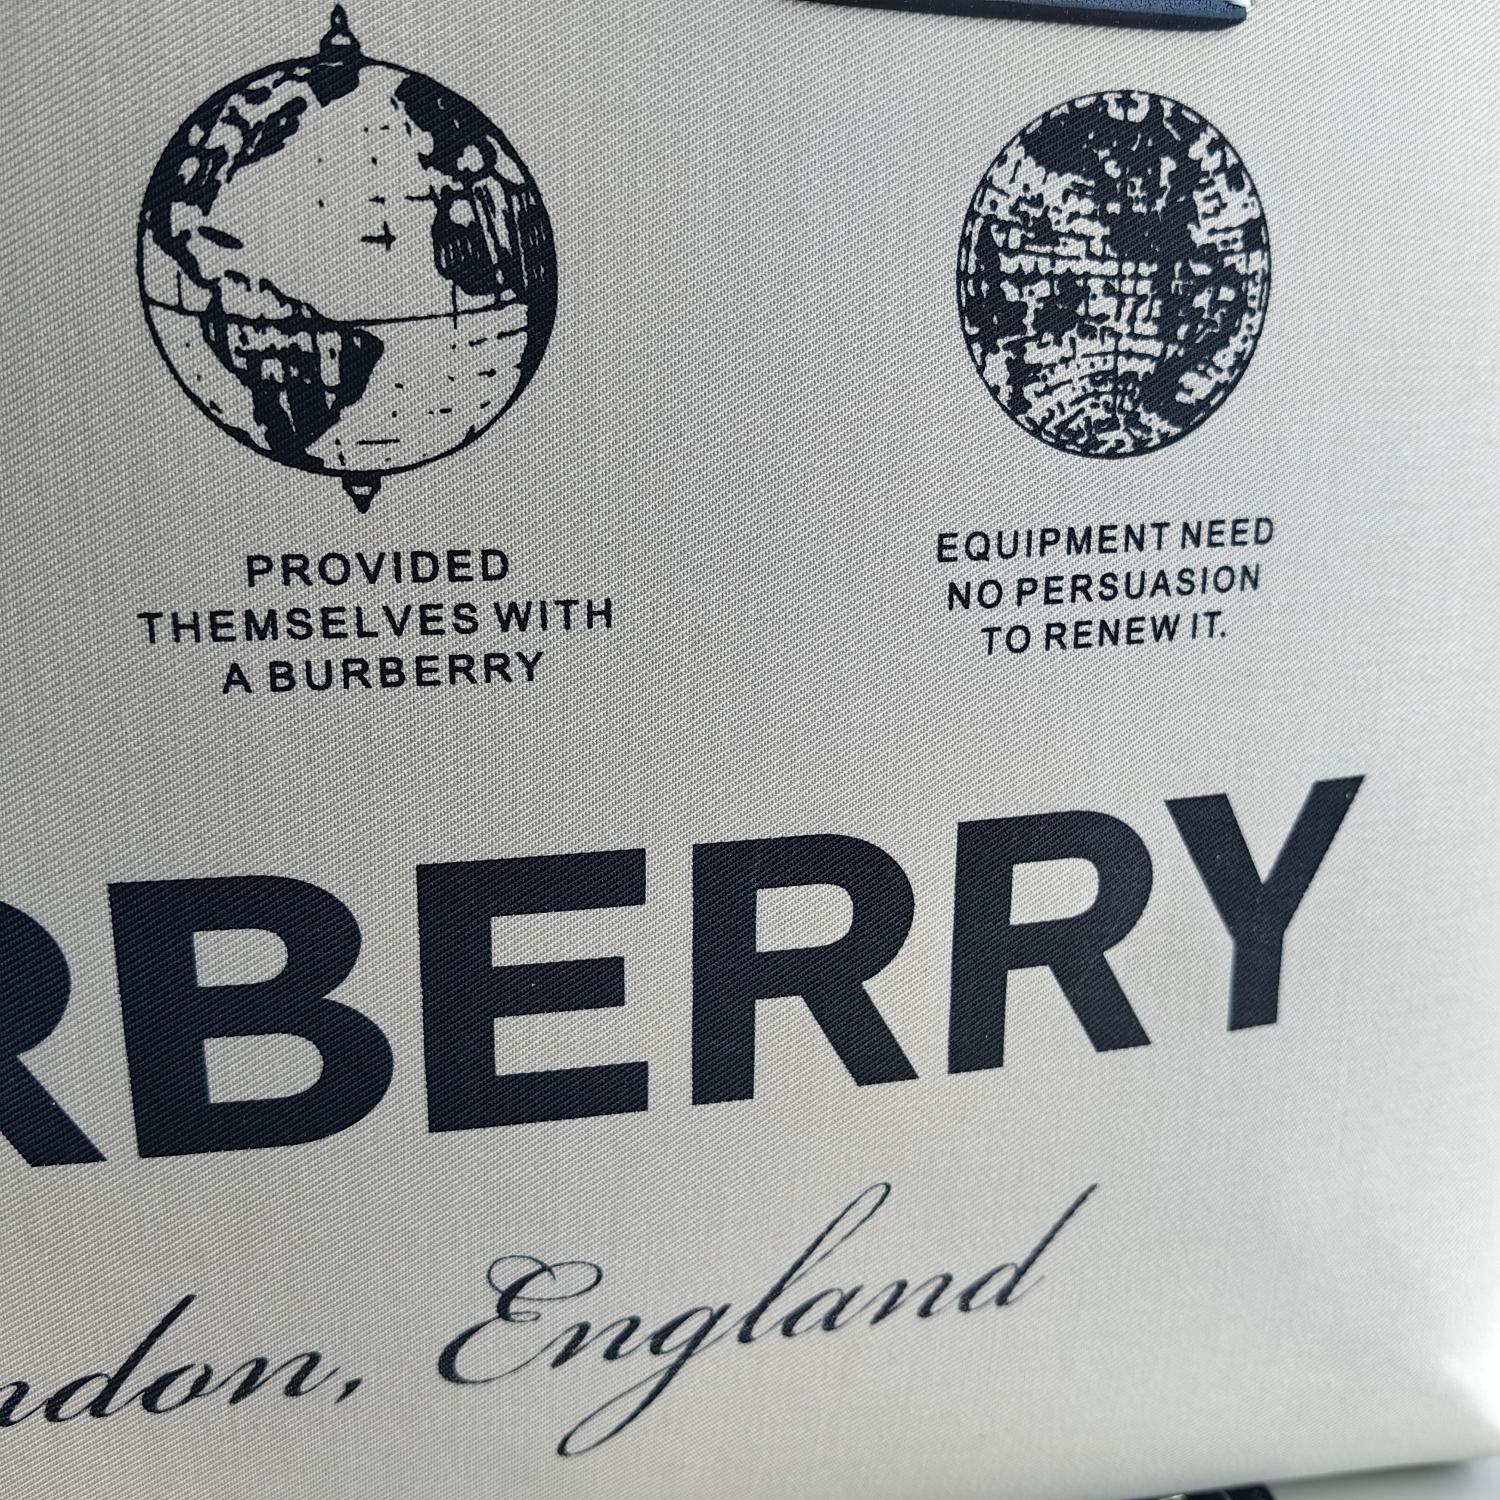 PROVIDED
THEMSELVES WITH
A BURBERRY
EQUIPMENT NEED
NO PERSUASION
TO RENEW IT.
RBERRY
ndon, England